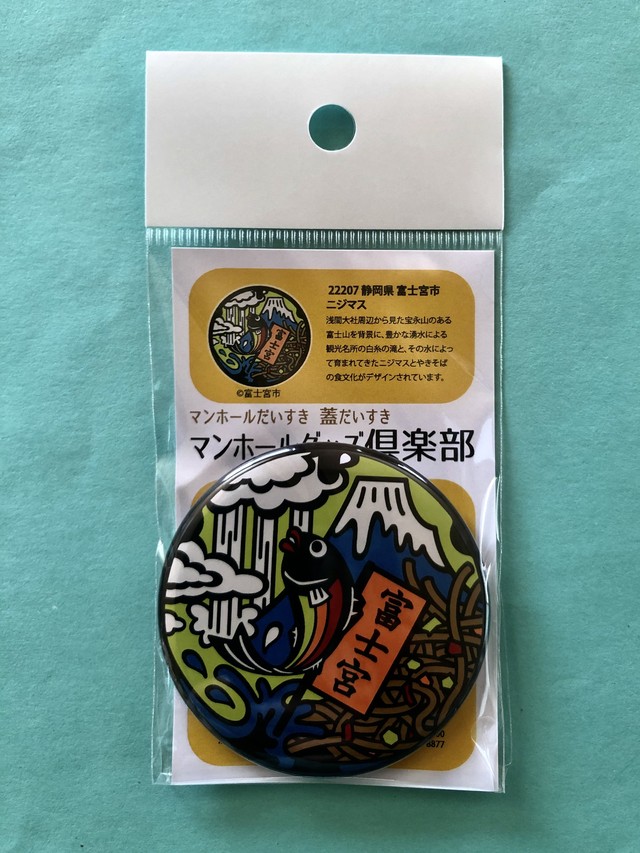 22207 静岡県 富士宮市
ニジマス
浅間大社周辺から見た宝永山のある
富士山を背景に、豊かな湧水による
観光名所の白糸の滝と、その水によっ
て育まれてきたニジマスとやきそば
の食文化がデザインされています。
富士宮
©富士宮市
マンホールだいすき 蓋だいすき
マンホールグッズ倶楽部
富士宮
8877